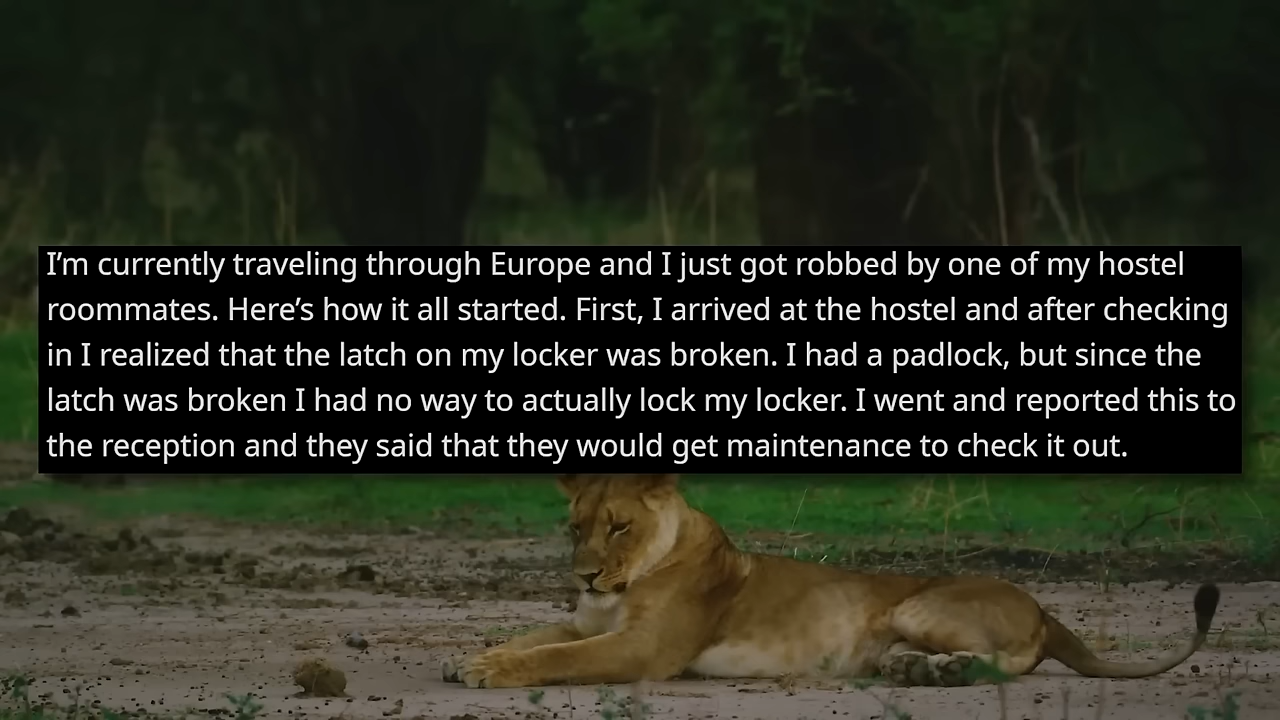 I’m currently traveling through Europe and I just got robbed by one of my hostel
roommates. Here’s how it all started. First, I arrived at the hostel and after checking
in I realized that the latch on my locker was broken. I had a padlock, but since the
latch was broken I had no way to actually lock my locker. I went and reported this to
the reception and they said that they would get maintenance to check it out.